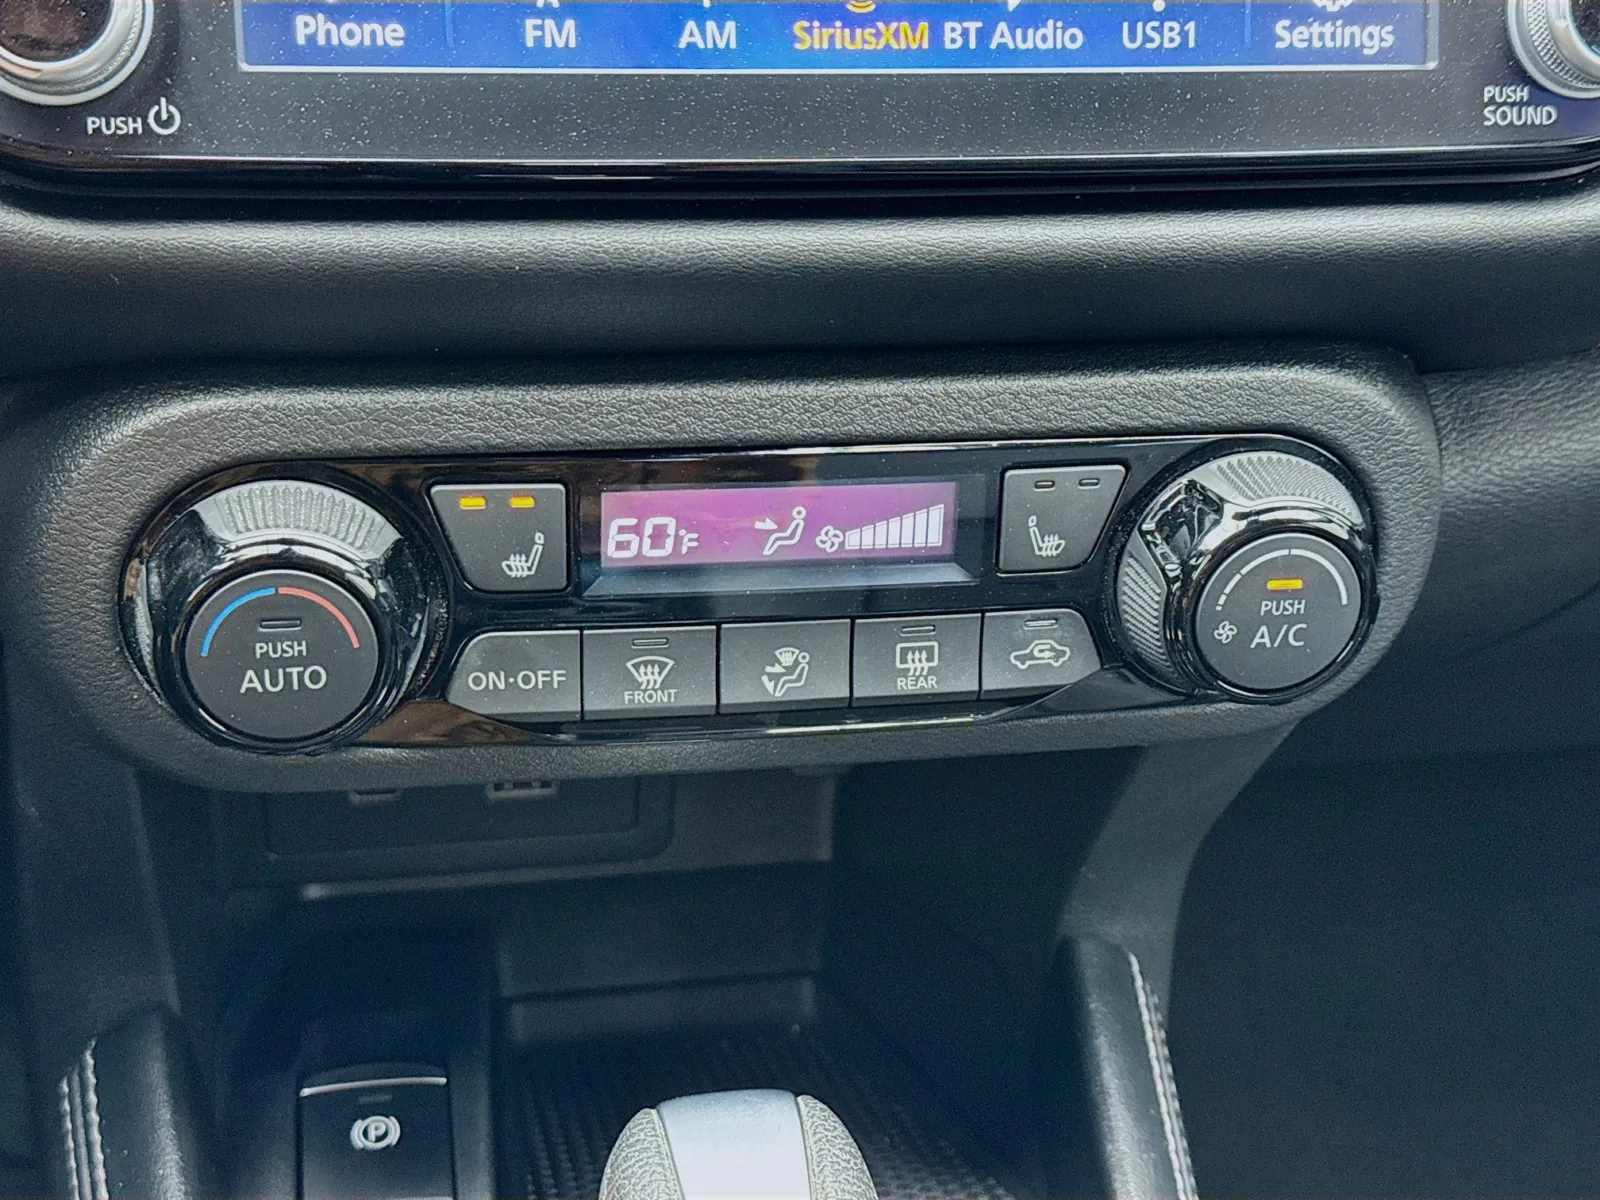 Phone FM AM SiriusXM BT Audio USB1 Settings
PUSH
PUSH
SOUND
60°F
PUSH
AUTO
PUSH
A/C
ON·OFF
FRONT
REAR
P